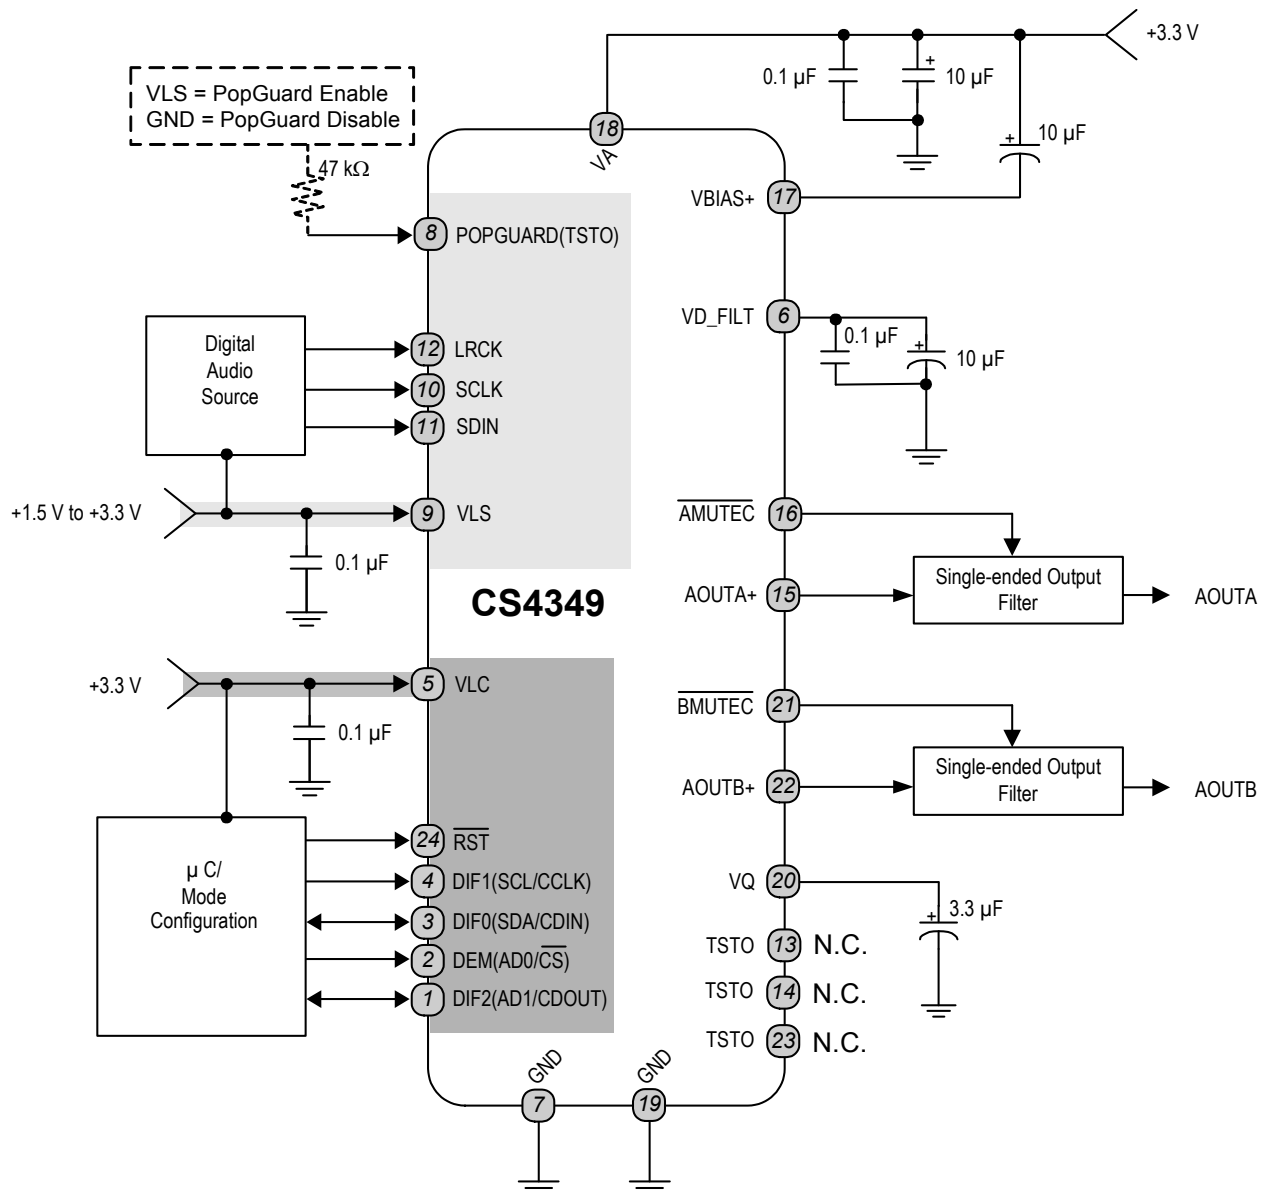 +3.3 V
0.1 µF
+
10 µF
+
10 µF
VLS = PopGuard Enable
GND = PopGuard Disable
47 kΩ
18
VA
VBIAS+
17
8
POPGUARD(TSTO)
VD_FILT
6
0.1 µF
+
10 µF
Digital
Audio
Source
12
LRCK
10
SCLK
11
SDIN
+1.5 V to +3.3 V
9
VLS
0.1 µF
AMUTEC
16
Single-ended Output
Filter
AOUTA+
15
AOUTA
CS4349
+3.3 V
5
VLC
0.1 µF
BMUTEC
21
Single-ended Output
Filter
AOUTB+
22
AOUTB
µ C/
Mode
Configuration
24
RST
4
DIF1(SCL/CCLK)
3
DIF0(SDA/CDIN)
2
DEM(AD0/CS)
1
DIF2(AD1/CDOUT)
VQ
20
+
3.3 µF
TSTO
13
N.C.
TSTO
14
N.C.
TSTO
23
N.C.
GND
7
GND
19